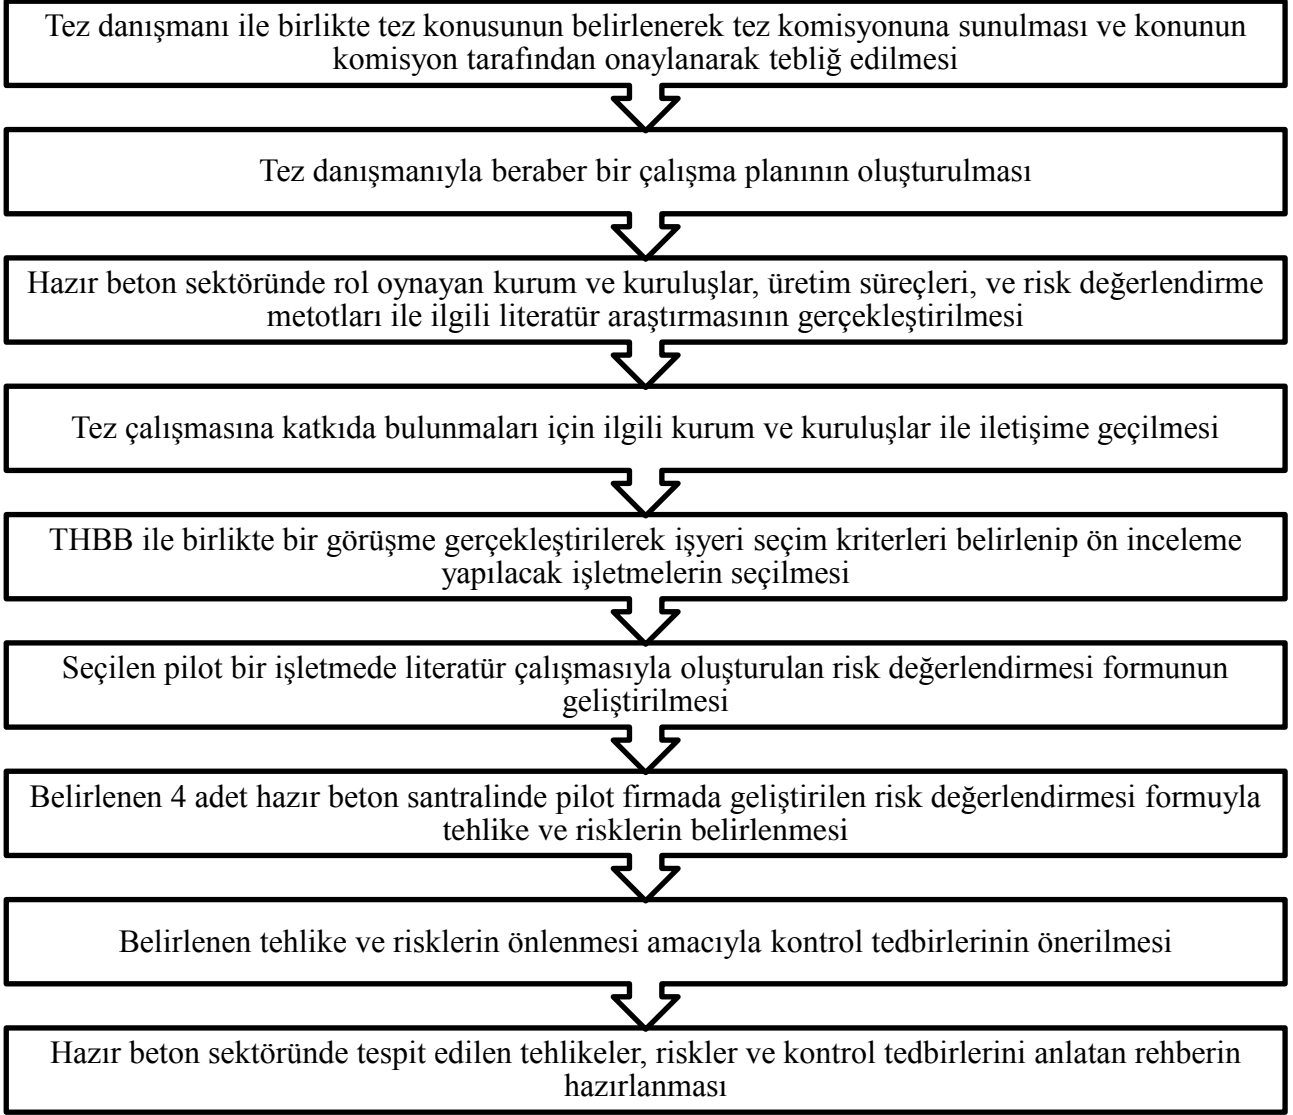 Tez danışmanı ile birlikte tez konusunun belirlenerek tez komisyonuna sunulması ve konunun
komisyon tarafından onaylanarak tebliğ edilmesi
Tez danışmanıyla beraber bir çalışma planının oluşturulması
Hazır beton sektöründe rol oynayan kurum ve kuruluşlar, üretim süreçleri, ve risk değerlendirme
metotları ile ilgili literatür araştırmasının gerçekleştirilmesi
Tez çalışmasına katkıda bulunmaları için ilgili kurum ve kuruluşlar ile iletişime geçilmesi
THBB ile birlikte bir görüşme gerçekleştirilerek işyeri seçim kriterleri belirlenip ön inceleme
yapılacak işletmelerin seçilmesi
Seçilen pilot bir işletmede literatür çalışmasıyla oluşturulan risk değerlendirmesi formunun
geliştirilmesi
Belirlenen 4 adet hazır beton santralinde pilot firmada geliştirilen risk değerlendirmesi formuyla
tehlike ve risklerin belirlenmesi
Belirlenen tehlike ve risklerin önlenmesi amacıyla kontrol tedbirlerinin önerilmesi
Hazır beton sektöründe tespit edilen tehlikeler, riskler ve kontrol tedbirlerini anlatan rehberin
hazırlanması